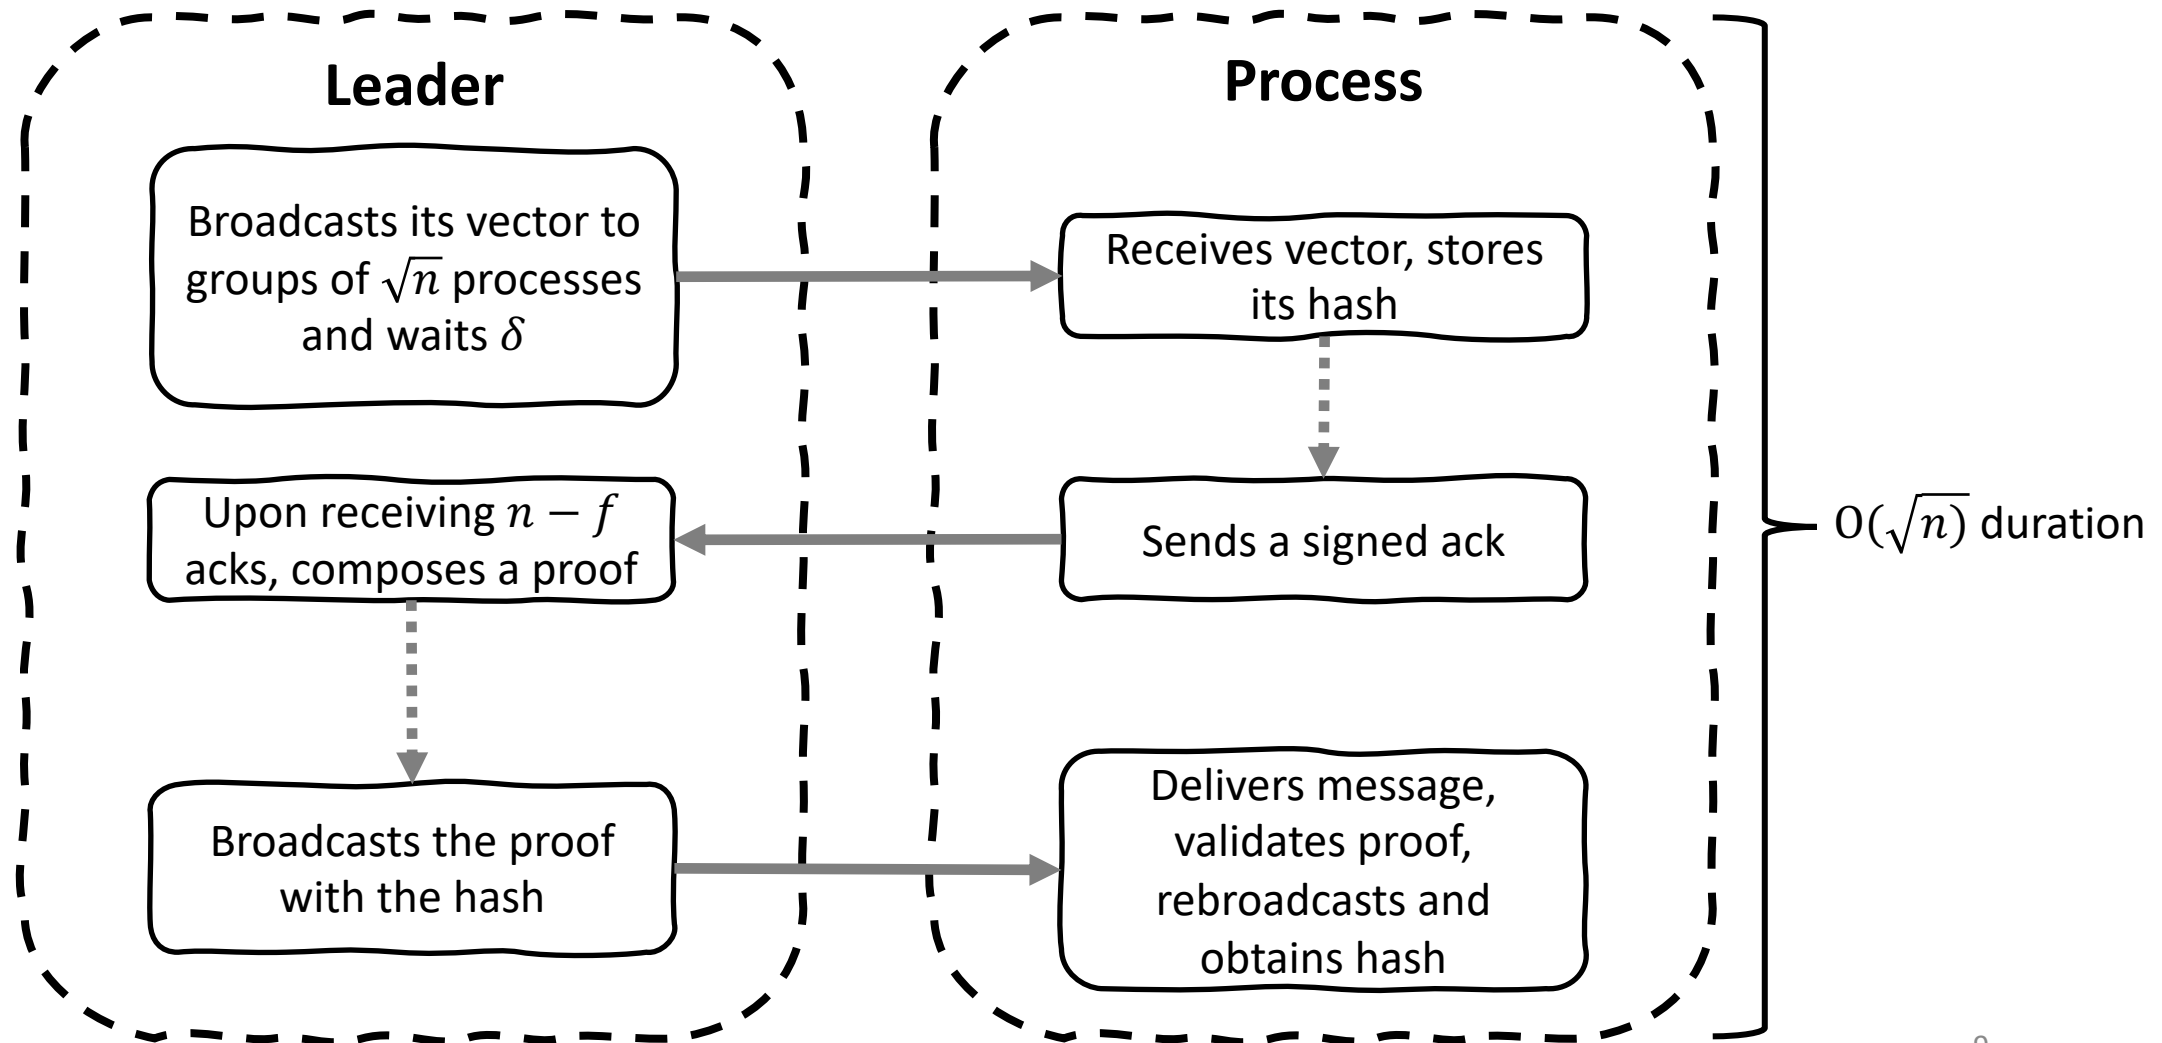 Leader
Broadcasts its vector to
groups of √n processes
and waits δ
Upon receiving n − f
acks, composes a proof
Broadcasts the proof
with the hash
Process
Receives vector, stores
its hash
Sends a signed ack
Delivers message,
validates proof,
rebroadcasts and
obtains hash
O(√n) duration